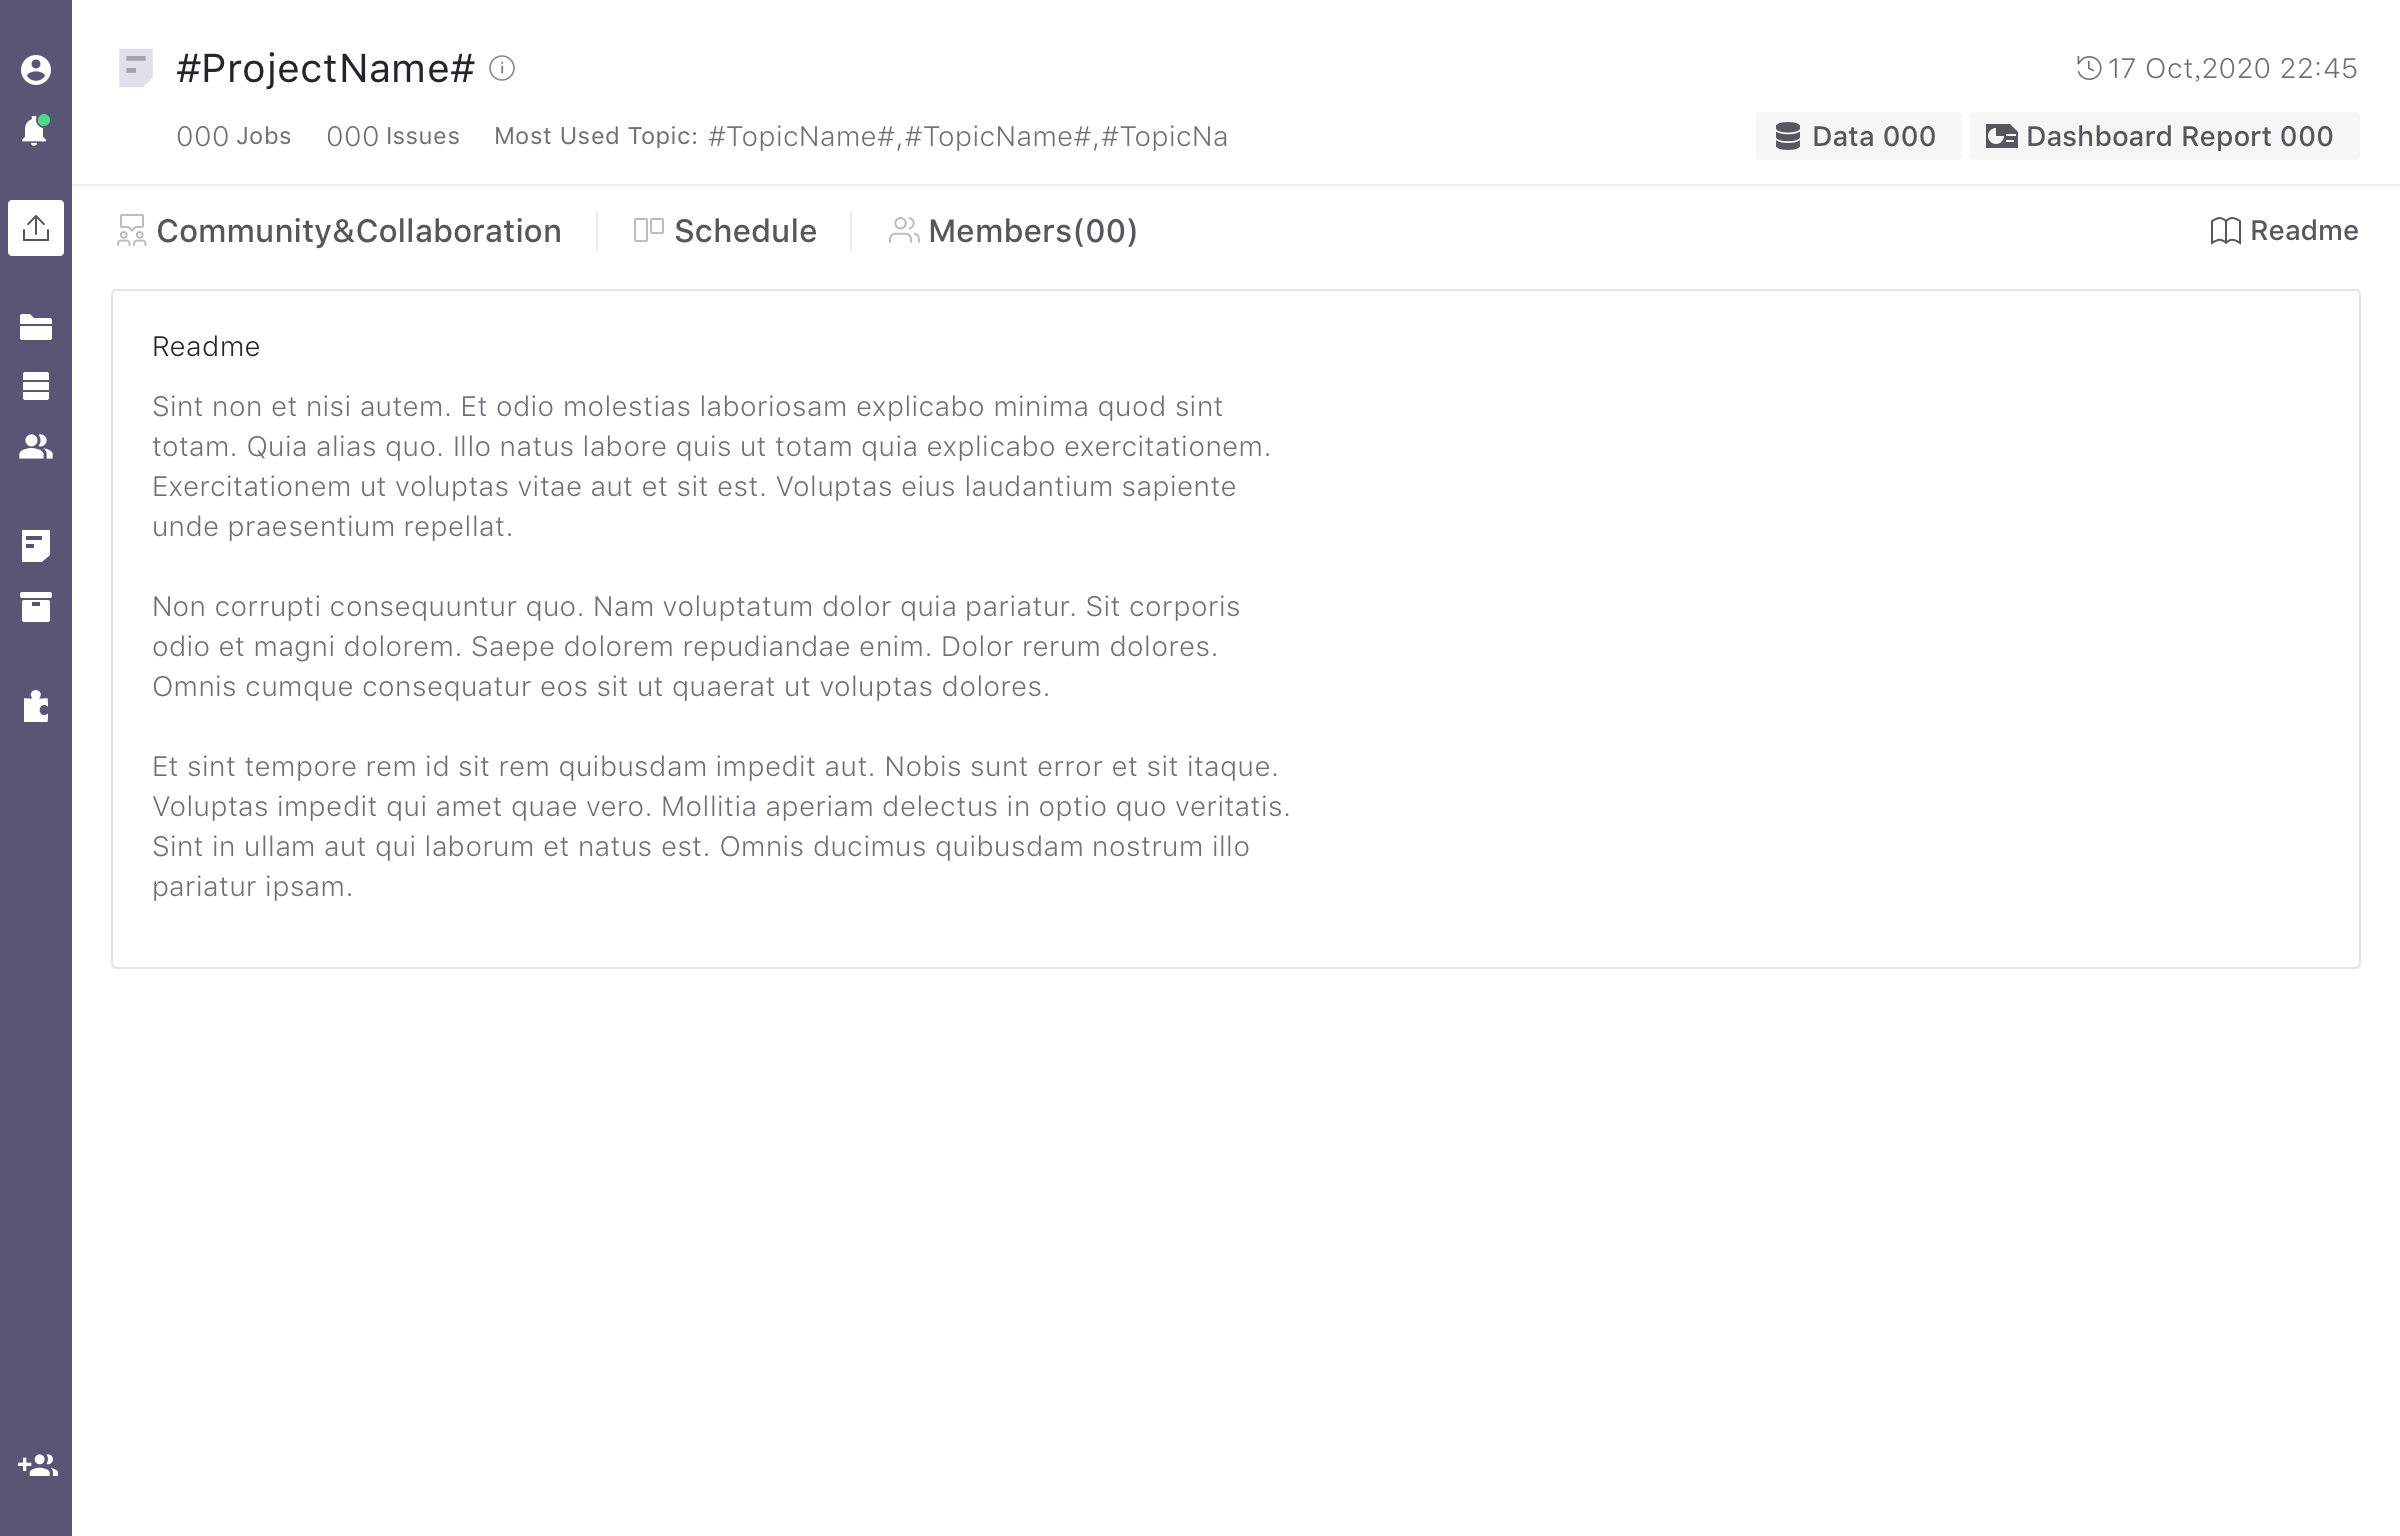 #ProjectName#
17 Oct,2020 22:45
000 Jobs 000 Issues Most Used Topic: #TopicName#,#TopicName#,#TopicNa
Data 000 Dashboard Report 000
Community&Collaboration Schedule Members(00) Readme
Readme
Sint non et nisi autem. Et odio molestias laboriosam explicabo minima quod sint
totam. Quia alias quo. Illo natus labore quis ut totam quia explicabo exercitationem.
Exercitationem ut voluptas vitae aut et sit est. Voluptas eius laudantium sapiente
unde praesentium repellat.
Non corrupti consequuntur quo. Nam voluptatum dolor quia pariatur. Sit corporis
odio et magni dolorem. Saepe dolorem repudiandae enim. Dolor rerum dolores.
Omnis cumque consequatur eos sit ut quaerat ut voluptas dolores.
Et sint tempore rem id sit rem quibusdam impedit aut. Nobis sunt error et sit itaque.
Voluptas impedit qui amet quae vero. Mollitia aperiam delectus in optio quo veritatis.
Sint in ullam aut qui laborum et natus est. Omnis ducimus quibusdam nostrum illo
pariatur ipsam.